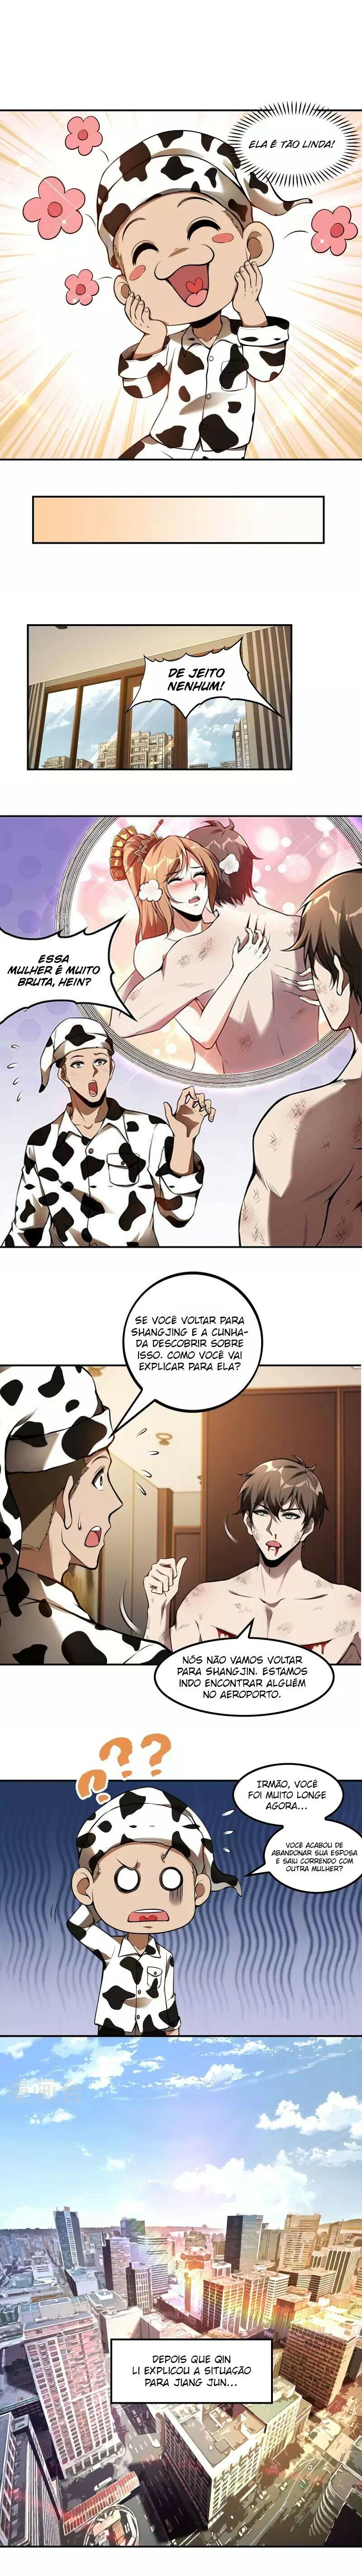 ELA É TÃO LINDA!
DE JEITO
NENHUM!
ESSA
MULHER É MUITO
BRUTA, HEIN?
SE VOCÊ VOLTAR PARA
SHANGJING E A CUNHA-
DA DESCOBRIR SOBRE
ISSO. COMO VOCÊ VAI
EXPLICAR PARA ELA?
NÓS NÃO VAMOS VOLTAR
PARA SHANGJIN. ESTAMOS
INDO ENCONTRAR ALGUÉM
NO AEROPORTO.
???
IRMÃO, VOCÊ
FOI MUITO LONGE
AGORA...
VOCÊ ACABOU DE
ABANDONAR SUA ESPOSA
E SAIU CORRENDO COM
OUTRA MULHER?
DEPOIS QUE QIN
LI EXPLICOU A SITUAÇÃO
PARA JIANG JUN...